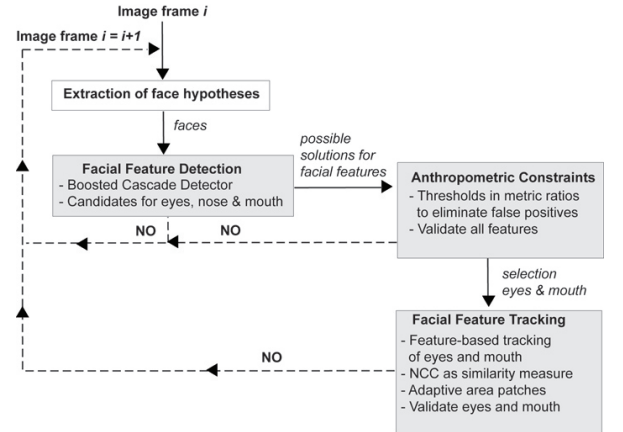 Image frame i
Image frame i = i+1
Extraction of face hypotheses
faces
possible
solutions for
facial features
Facial Feature Detection
- Boosted Cascade Detector
- Candidates for eyes, nose & mouth
Anthropometric Constraints
- Thresholds in metric ratios
to eliminate false positives
- Validate all features
NO
NO
selection
eyes & mouth
Facial Feature Tracking
- Feature-based tracking
of eyes and mouth
- NCC as similarity measure
- Adaptive area patches
- Validate eyes and mouth
NO